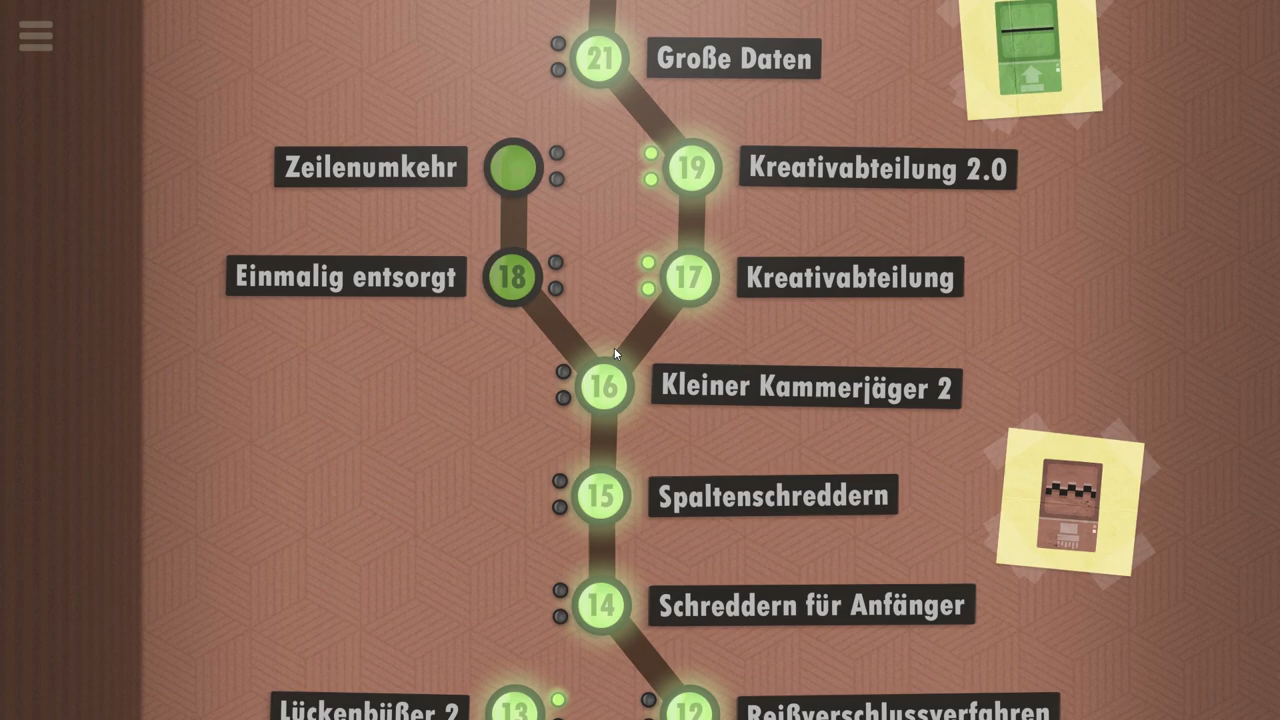 21 Große Daten
Zeilenumkehr
19 Kreativabteilung 2.0
Einmalig entsorgt 18
17 Kreativabteilung
16 Kleiner Kammerjäger 2
15 Spaltenschreddern
14 Schreddern für Anfänger
Lückenbüßer 2 13
12 Reißverschlussverfahren